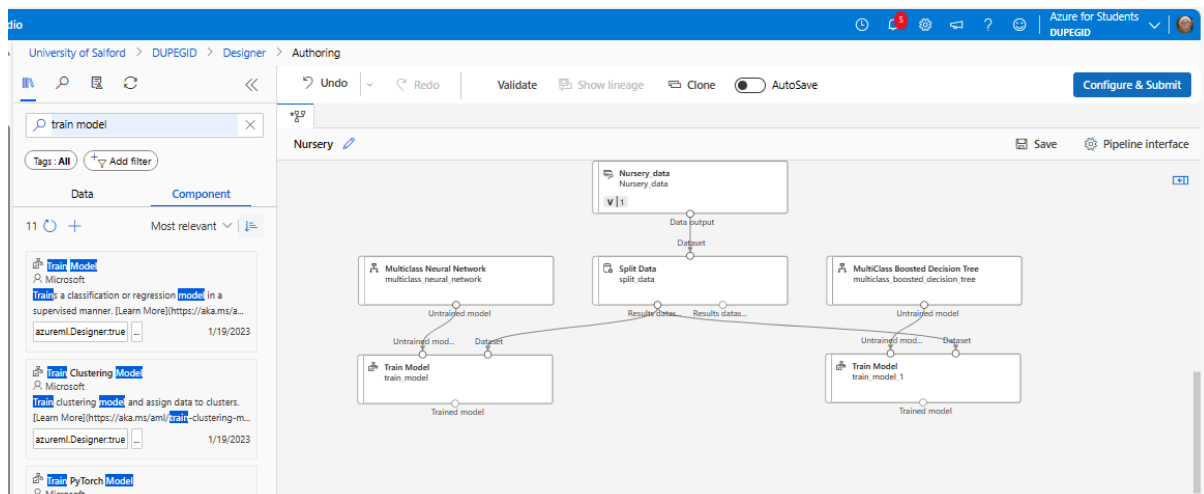 dio
5
?
Azure for Students
DUPEGID
University of Salford > DUPEGID > Designer > Authoring
Undo
Redo
Validate
Show lineage
Clone
AutoSave
Configure & Submit
train model
Tags : All
Add filter
Nursery
Save
Pipeline interface
Data
Component
11
Most relevant
Train Model
Microsoft
Trains a classification or regression model in a
supervised manner. [Learn More](https://aka.ms/a...
azureml.Designer:true
...
1/19/2023
Train Clustering Model
Microsoft
Train clustering model and assign data to clusters.
[Learn More](https://aka.ms/aml/train-clustering-m...
azureml.Designer:true
...
1/19/2023
Train PyTorch Model
Microsoft
Nursery_data
Nursery_data
V 1
Data output
Dataset
Multiclass Neural Network
multiclass_neural_network
Untrained model
Split Data
split_data
Results datas...
Results datas...
MultiClass Boosted Decision Tree
multiclass_boosted_decision_tree
Untrained model
Untrained mod...
Dataset
Train Model
train_model
Trained model
Untrained mod...
Dataset
Train Model
train_model_1
Trained model